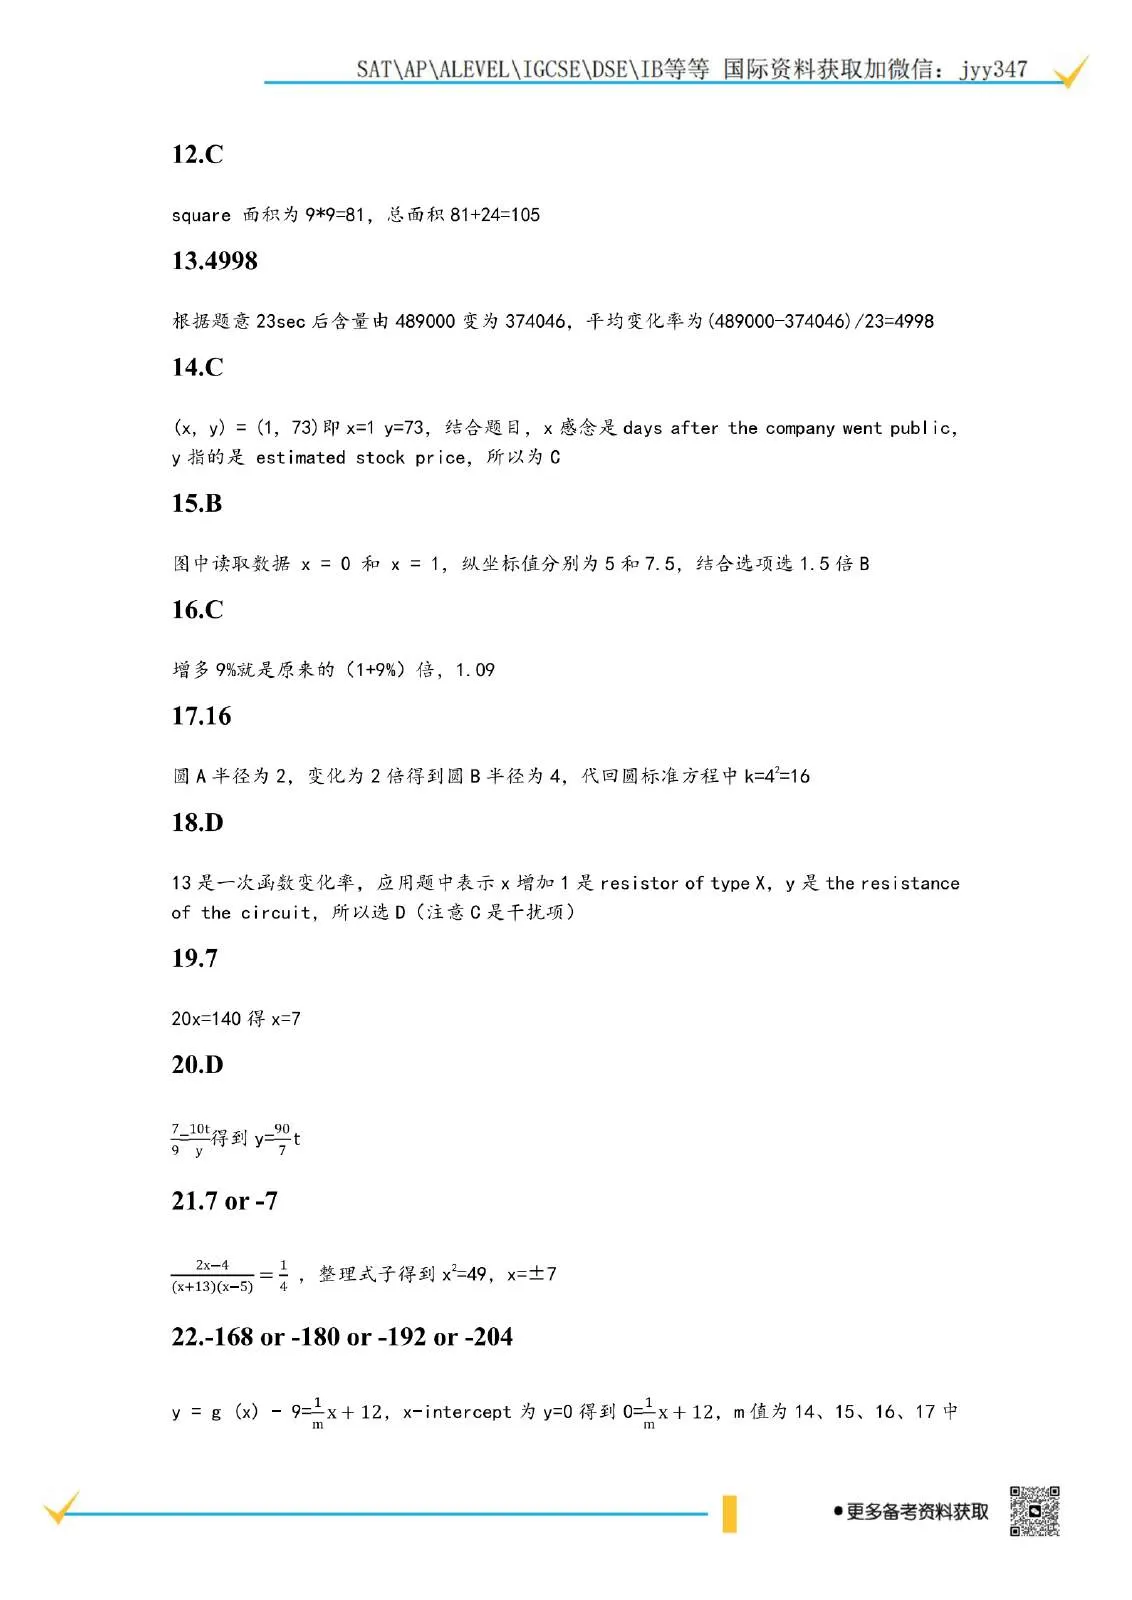 SAT\AP\ALEVEL\IGCSE\DSE\IB等等 国际资料获取加微信：jyy347
12.C
square 面积为 9*9=81，总面积 81+24=105
13.4998
根据题意 23sec 后含量由 489000 变为 374046，平均变化率为(489000-374046)/23=4998
14.C
(x, y) = (1, 73)即 x=1 y=73，结合题目，x 感念是 days after the company went public，
y 指的是 estimated stock price，所以为 C
15.B
图中读取数据 x = 0 和 x = 1，纵坐标值分别为 5 和 7.5，结合选项选 1.5 倍 B
16.C
增多 9%就是原来的（1+9%）倍，1.09
17.16
圆 A 半径为 2，变化为 2 倍得到圆 B 半径为 4，代回圆标准方程中 k=4²=16
18.D
13 是一次函数变化率，应用题中表示 x 增加 1 是 resistor of type X，y 是 the resistance
of the circuit，所以选 D（注意 C 是干扰项）
19.7
20x=140 得 x=7
20.D
7/9=10t/y得到 y=90/7 t
21.7 or -7
(2x−4)/((x+13)(x−5)) = 1/4 ，整理式子得到 x²=49，x=±7
22.-168 or -180 or -192 or -204
y = g (x) - 9=1/m x + 12，x-intercept 为 y=0 得到 0=1/m x + 12，m 值为 14、15、16、17 中
●更多备考资料获取